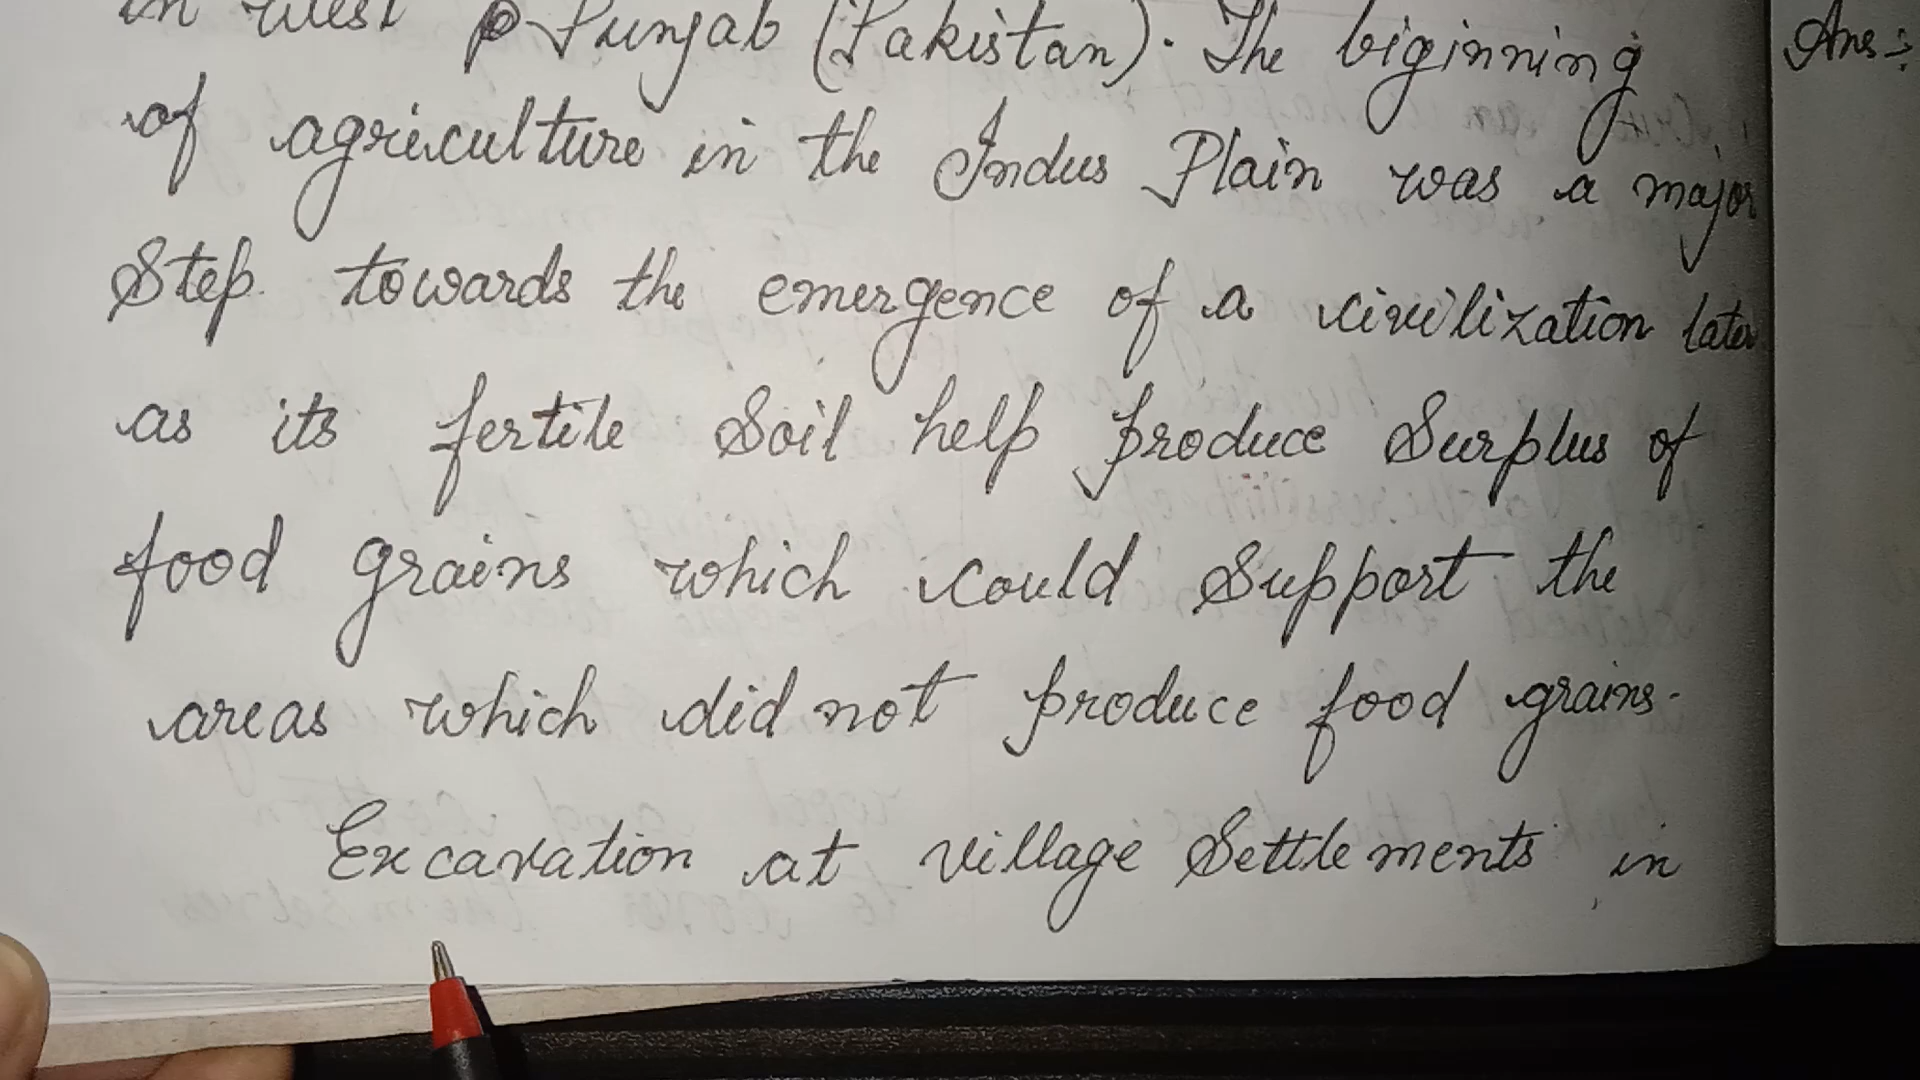 in West Punjab (Pakistan). The biginning
of agriculture in the Indus Plain was a major
Step towards the emergence of a civilization later
as its fertile Soil help produce Surplus of
food grains which could Support the
areas which did not produce food grains.
Excavation at village Settlements in
Ans: